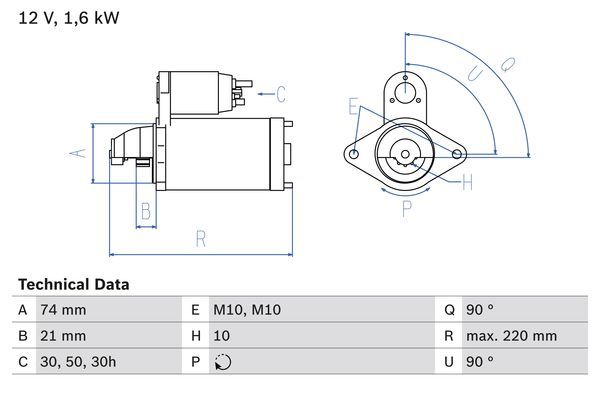 12 V, 1,6 kW
A
B
C
R
E
U
Q
H
P
Technical Data
A 74 mm E M10, M10 Q 90 °
B 21 mm H 10 R max. 220 mm
C 30, 50, 30h P U 90 °